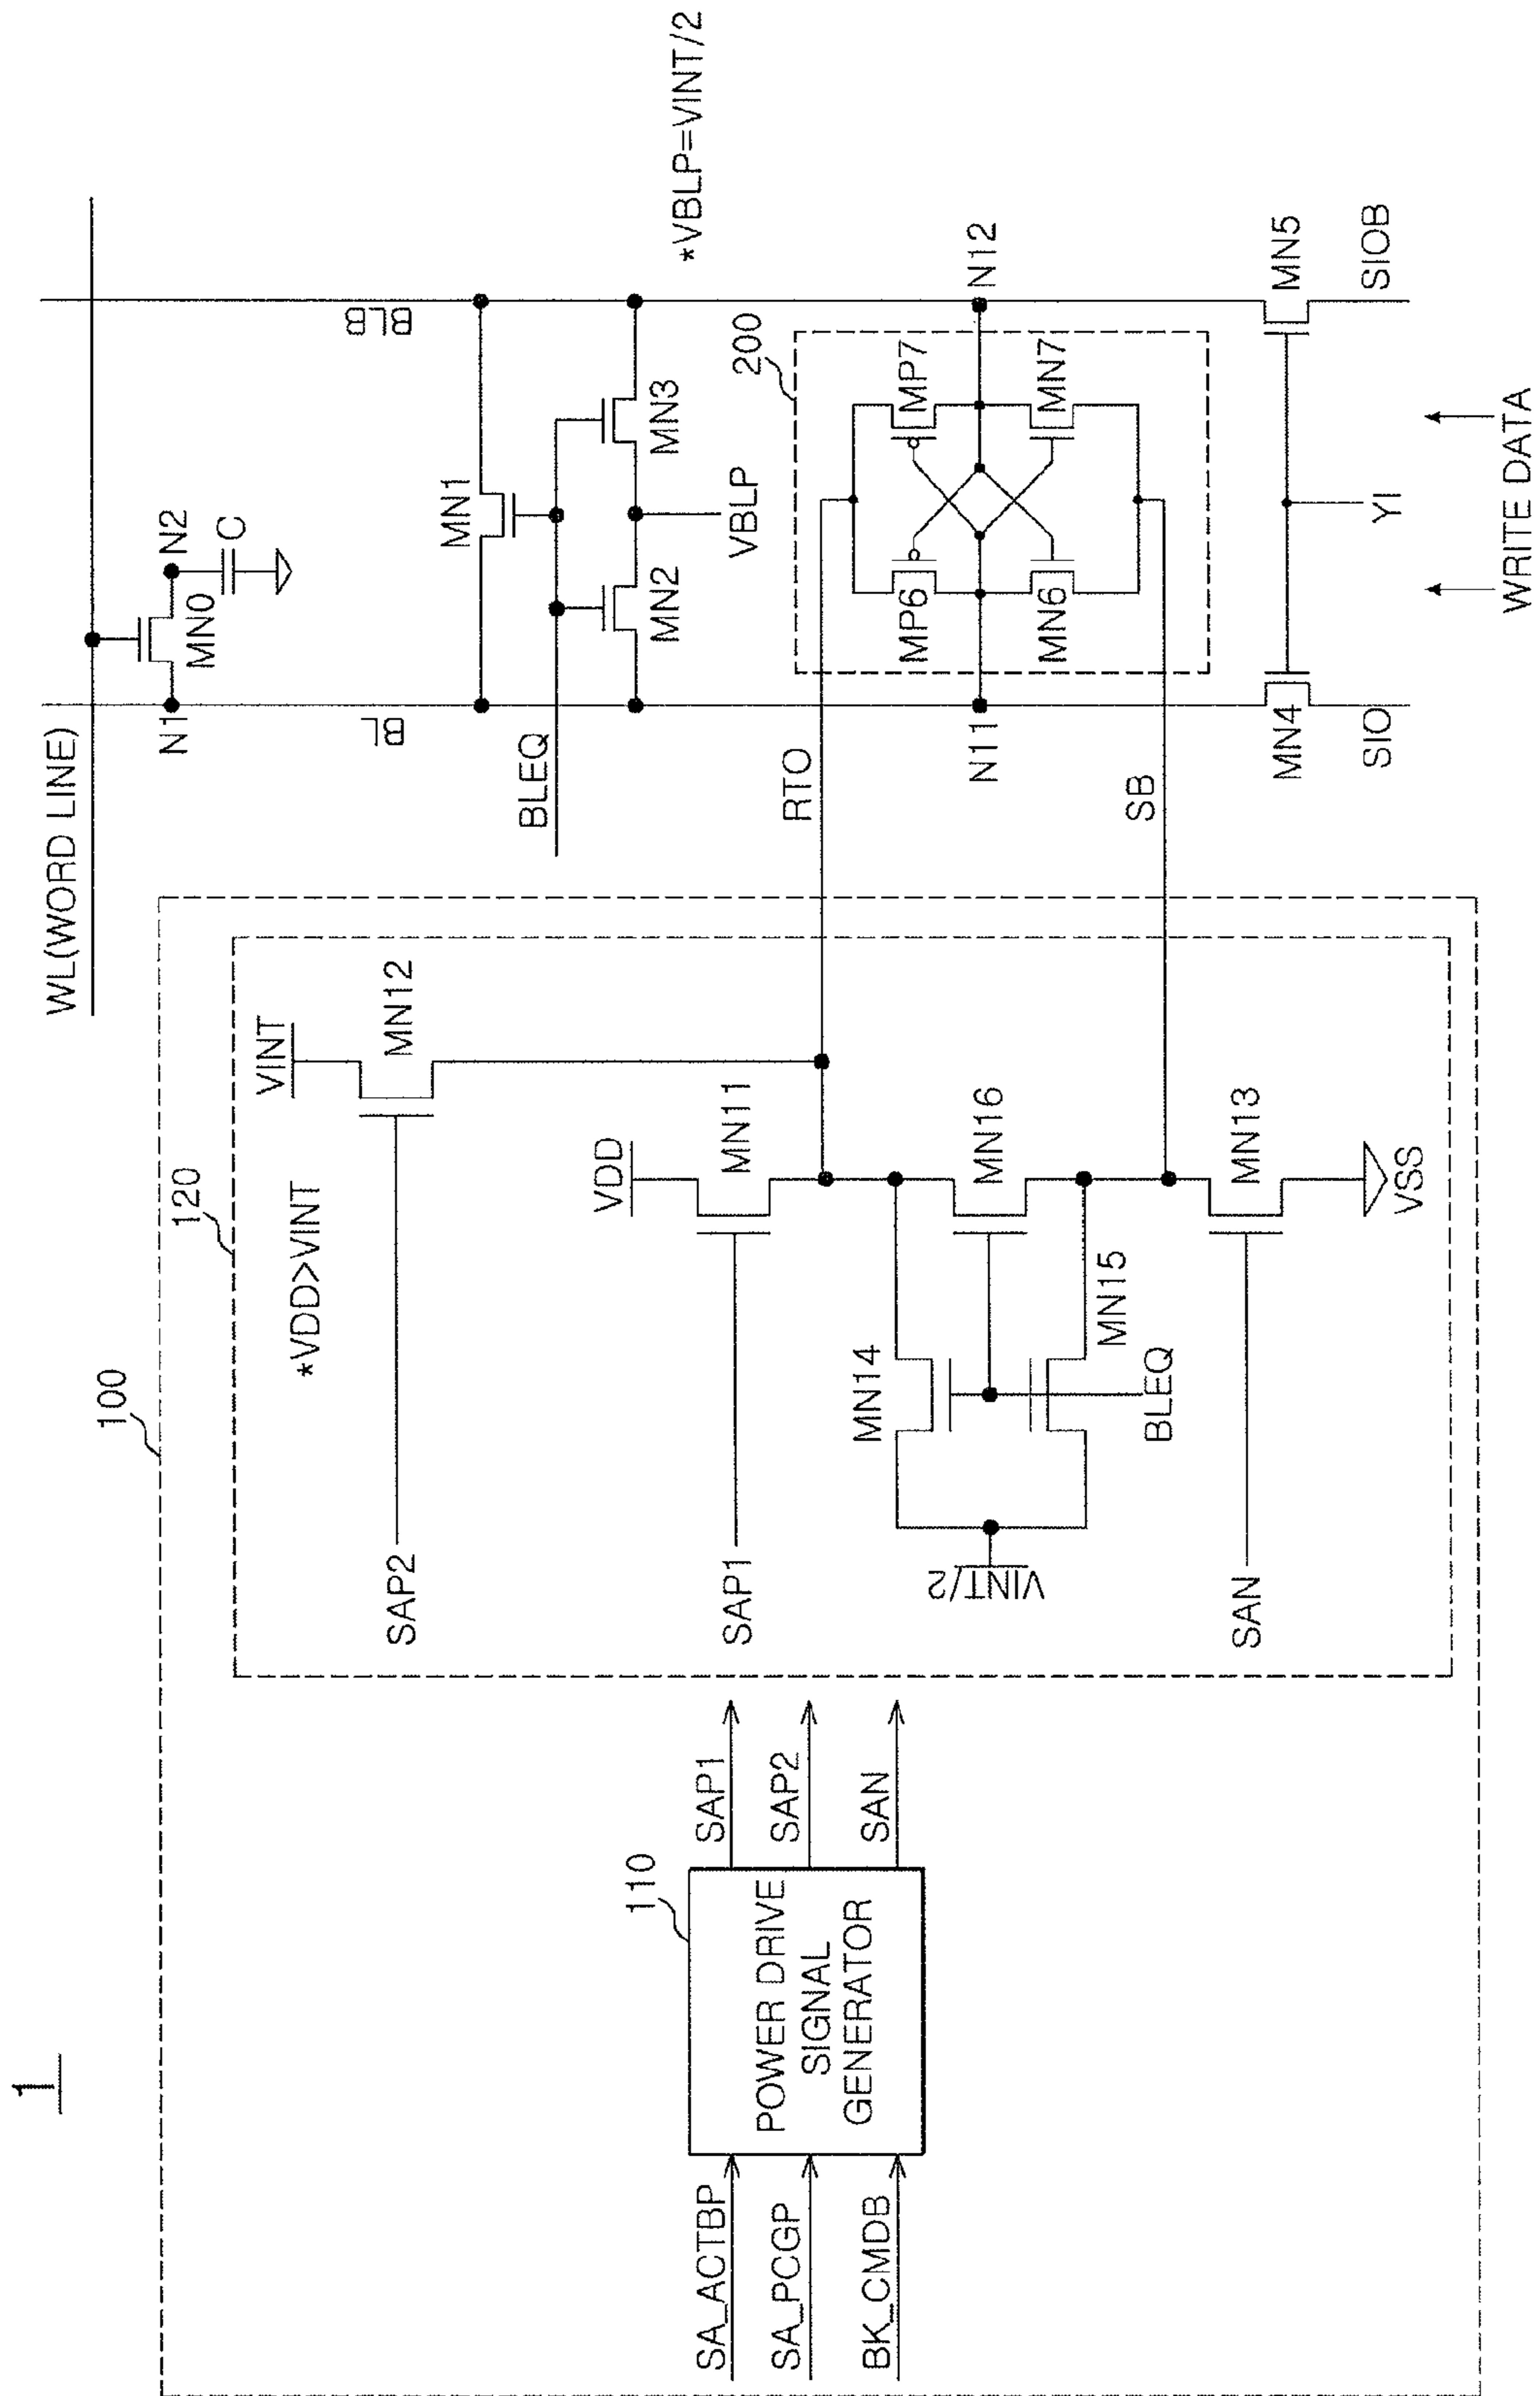 1
100
120
WL(WORD LINE)
SA_ACTBP
SA_PCGP
BK_CMDB
110
POWER DRIVE
SIGNAL
GENERATOR
SAP1
SAP2
SAN
SAP2
*VDD>VINT
VINT
MN12
SAP1
VDD
MN11
VINT/2
MN14
MN15
MN16
BLEQ
SAN
MN13
VSS
RTO
SB
N1
MN0
N2
C
BL
BLB
BLEQ
MN1
MN2
MN3
VBLP
*VBLP=VINT/2
200
MP6
MP7
N11
N12
MN6
MN7
MN4
MN5
SIO
YI
SIOB
WRITE DATA